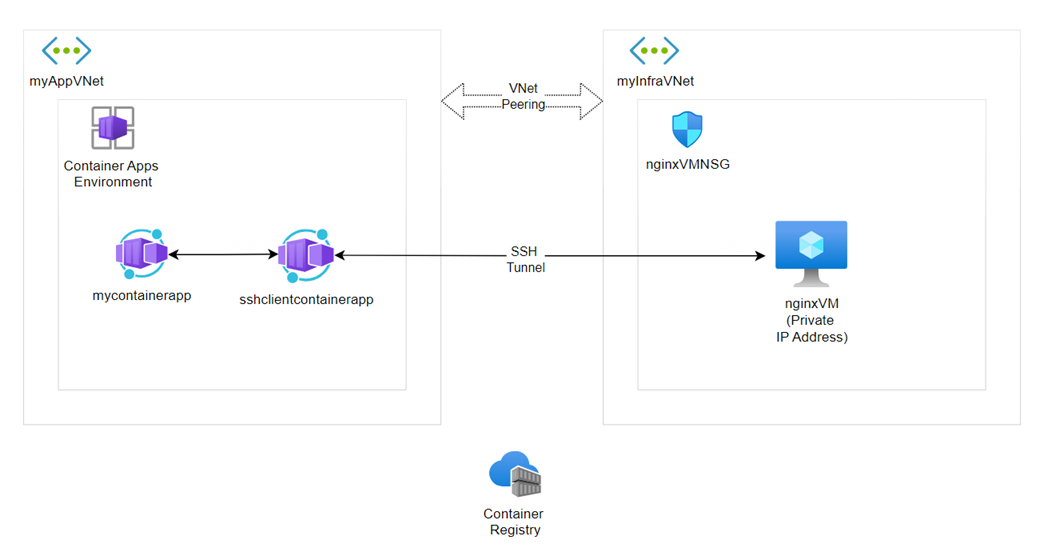 myAppVNet
VNet
Peering
myInfraVNet
Container Apps
Environment
nginxVMNSG
mycontainerapp
sshclientcontainerapp
SSH
Tunnel
nginxVM
(Private
IP Address)
Container
Registry